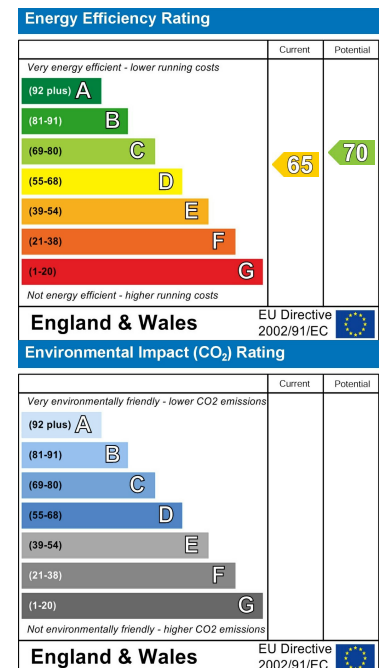 Energy Efficiency Rating
Current Potential
Very energy efficient - lower running costs
(92 plus) A
(81-91) B
(69-80) C
(55-68) D
(39-54) E
(21-38) F
(1-20) G
65 70
Not energy efficient - higher running costs
England & Wales
EU Directive
2002/91/EC
Environmental Impact (CO₂) Rating
Current Potential
Very environmentally friendly - lower CO2 emissions
(92 plus) A
(81-91) B
(69-80) C
(55-68) D
(39-54) E
(21-38) F
(1-20) G
Not environmentally friendly - higher CO2 emissions
England & Wales
EU Directive
2002/91/EC